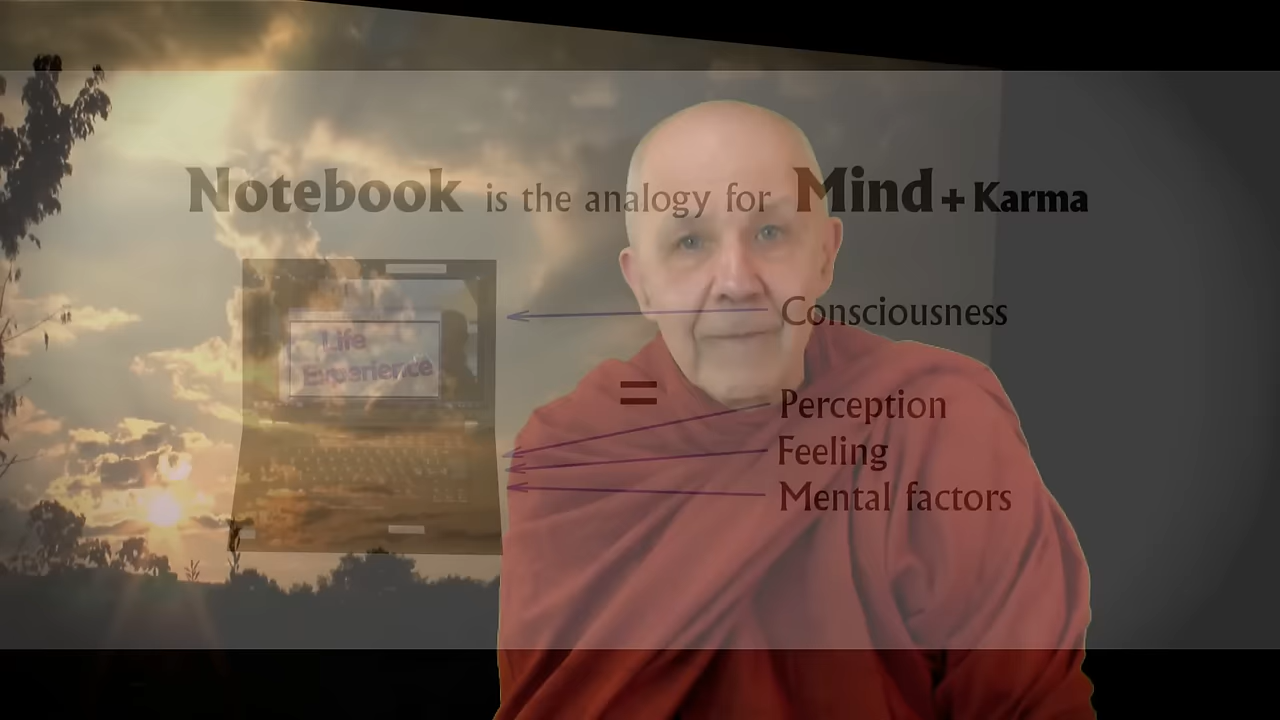 Notebook is the analogy for Mind + Karma
Life
Experience
Consciousness
=
Perception
Feeling
Mental factors